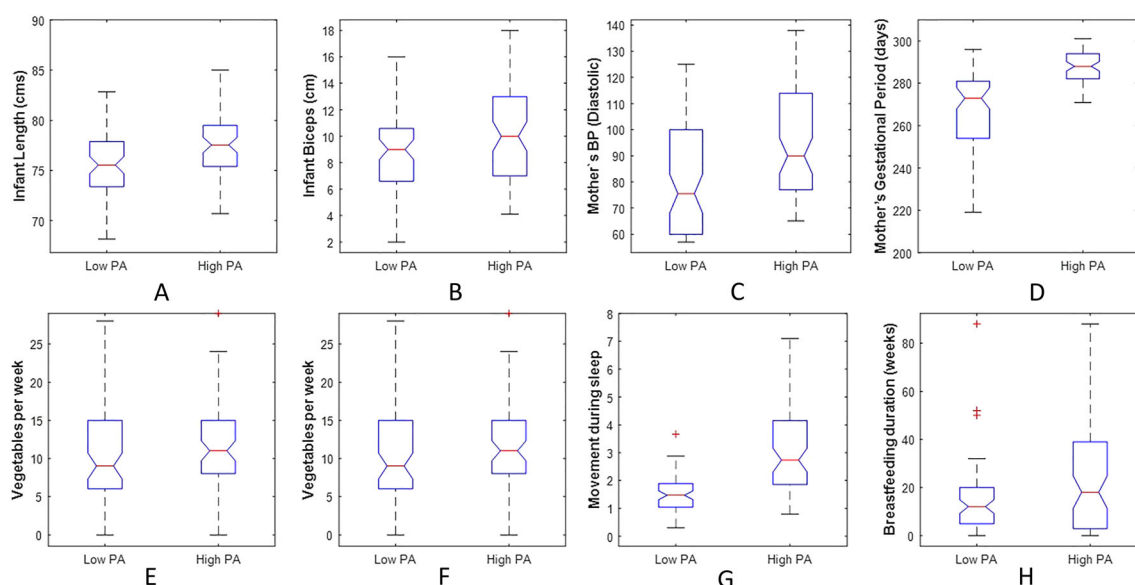 Infant Length (cms)
90
85
80
75
70
Low PA
High PA
A
Infant Biceps (cm)
18
16
14
12
10
8
6
4
2
Low PA
High PA
B
Mother`s BP (Diastolic)
140
130
120
110
100
90
80
70
60
Low PA
High PA
C
Mother's Gestational Period (days)
300
280
260
240
220
200
Low PA
High PA
D
Vegetables per week
25
20
15
10
5
0
Low PA
High PA
E
Vegetables per week
25
20
15
10
5
0
Low PA
High PA
F
Movement during sleep
8
7
6
5
4
3
2
1
0
Low PA
High PA
G
Breastfeeding duration (weeks)
80
60
40
20
0
Low PA
High PA
H